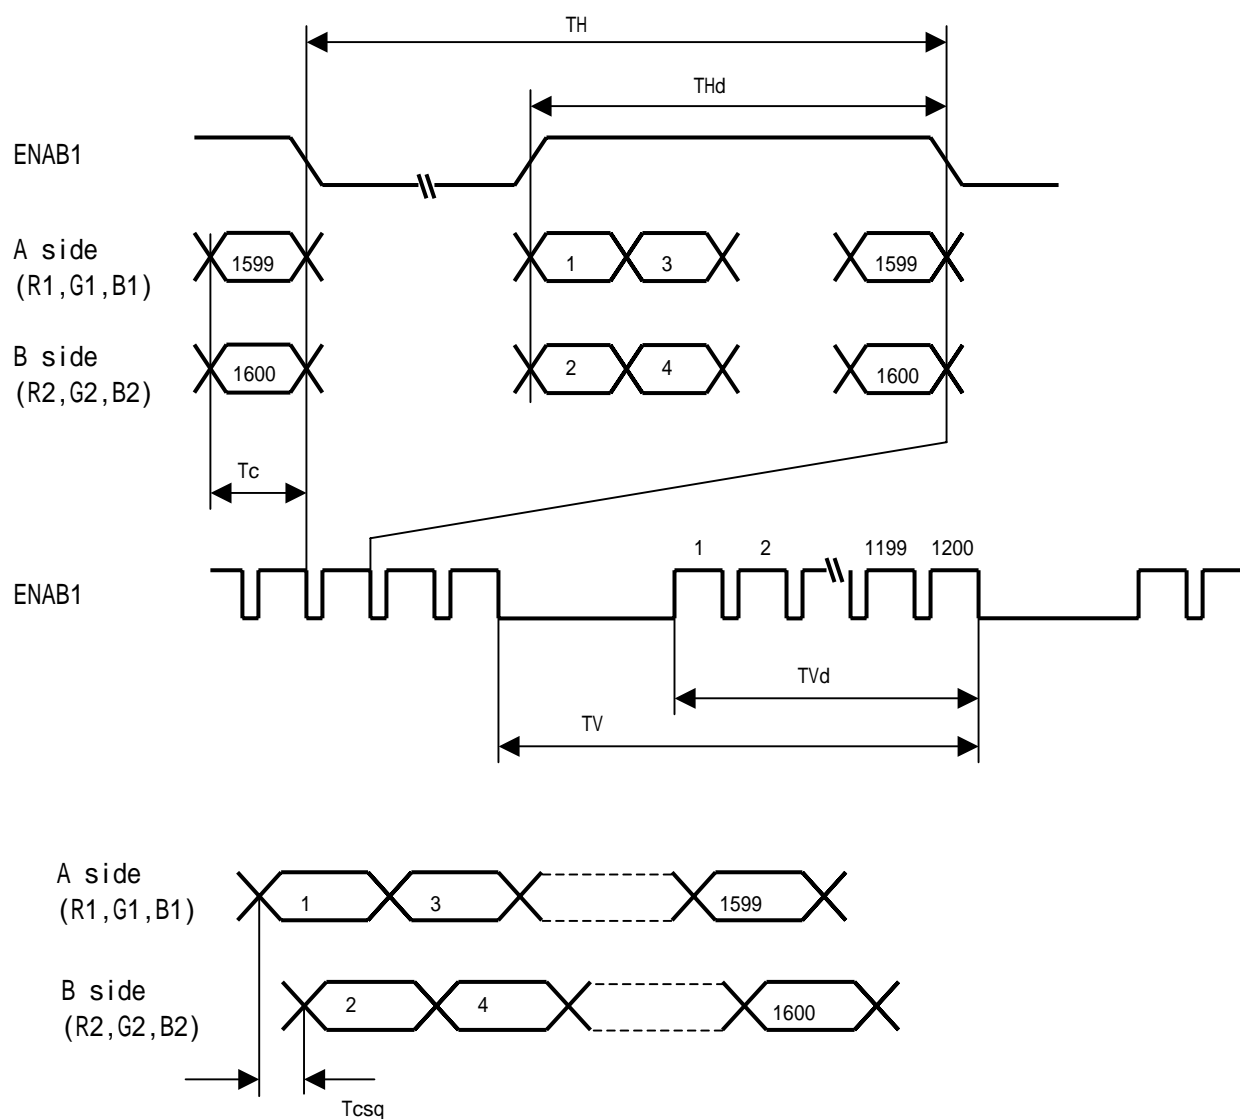 TH
THd
ENAB1
A side
(R1,G1,B1)
1599 1 3 1599
B side
(R2,G2,B2)
1600 2 4 1600
Tc
1 2 1199 1200
ENAB1
TVd
TV
A side
(R1,G1,B1)
1 3 1599
B side
(R2,G2,B2)
2 4 1600
Tcsq